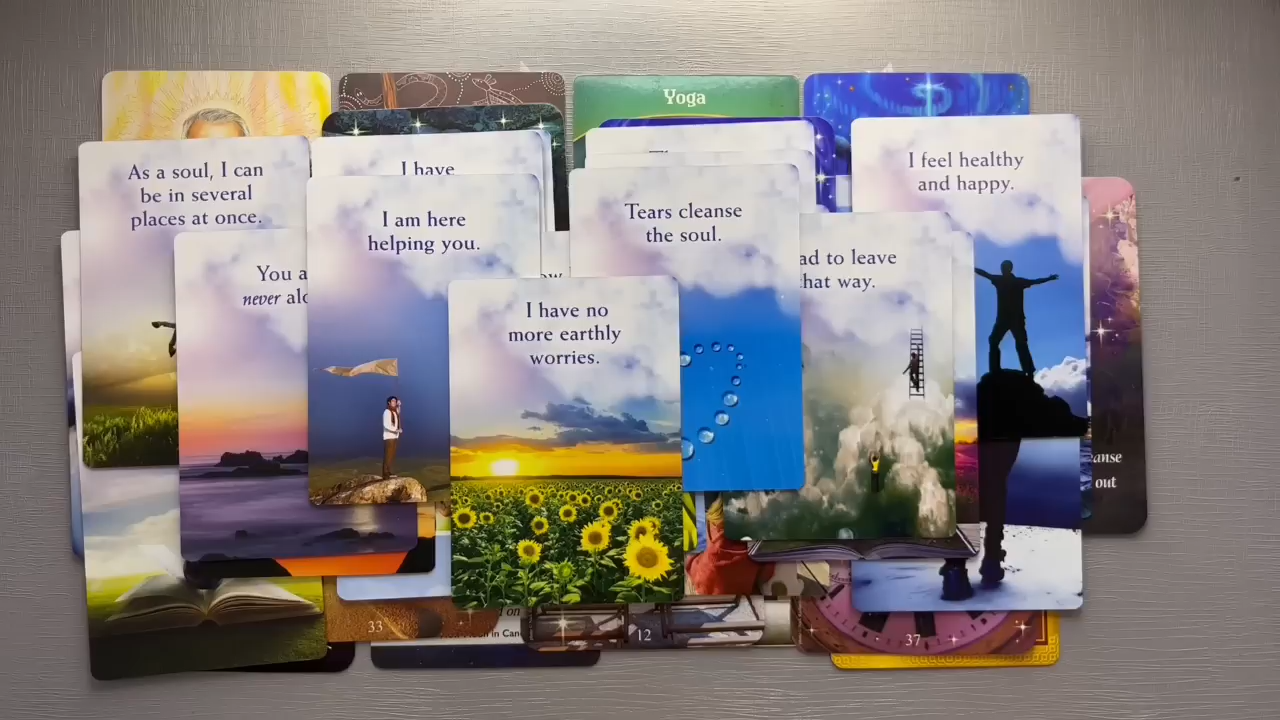 Yoga
As a soul, I can
be in several
places at once.
I have
I feel healthy
and happy.
I am here
helping you.
Tears cleanse
the soul.
You a
never alo
ad to leave
hat way.
I have no
more earthly
worries.
anse
out
33
in Can
12
37